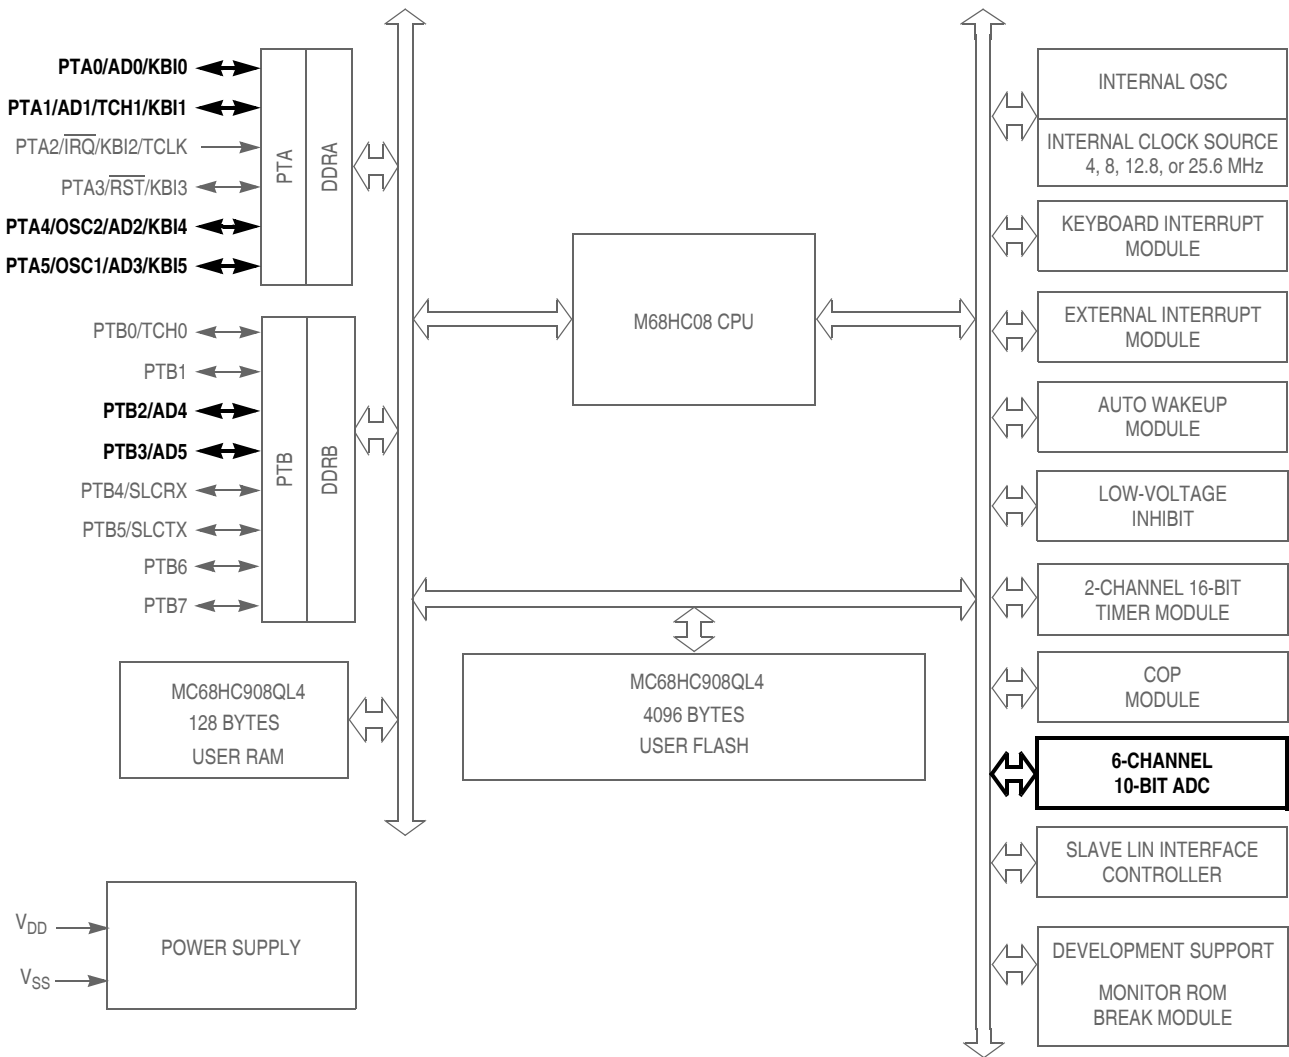 PTA0/AD0/KBI0
PTA1/AD1/TCH1/KBI1
PTA2/IRQ/KBI2/TCLK
PTA3/RST/KBI3
PTA4/OSC2/AD2/KBI4
PTA5/OSC1/AD3/KBI5
PTA
DDRA
PTB0/TCH0
PTB1
PTB2/AD4
PTB3/AD5
PTB4/SLCRX
PTB5/SLCTX
PTB6
PTB7
PTB
DDRB
M68HC08 CPU
MC68HC908QL4
128 BYTES
USER RAM
MC68HC908QL4
4096 BYTES
USER FLASH
VDD
VSS
POWER SUPPLY
INTERNAL OSC
INTERNAL CLOCK SOURCE
4, 8, 12.8, or 25.6 MHz
KEYBOARD INTERRUPT
MODULE
EXTERNAL INTERRUPT
MODULE
AUTO WAKEUP
MODULE
LOW-VOLTAGE
INHIBIT
2-CHANNEL 16-BIT
TIMER MODULE
COP
MODULE
6-CHANNEL
10-BIT ADC
SLAVE LIN INTERFACE
CONTROLLER
DEVELOPMENT SUPPORT
MONITOR ROM
BREAK MODULE